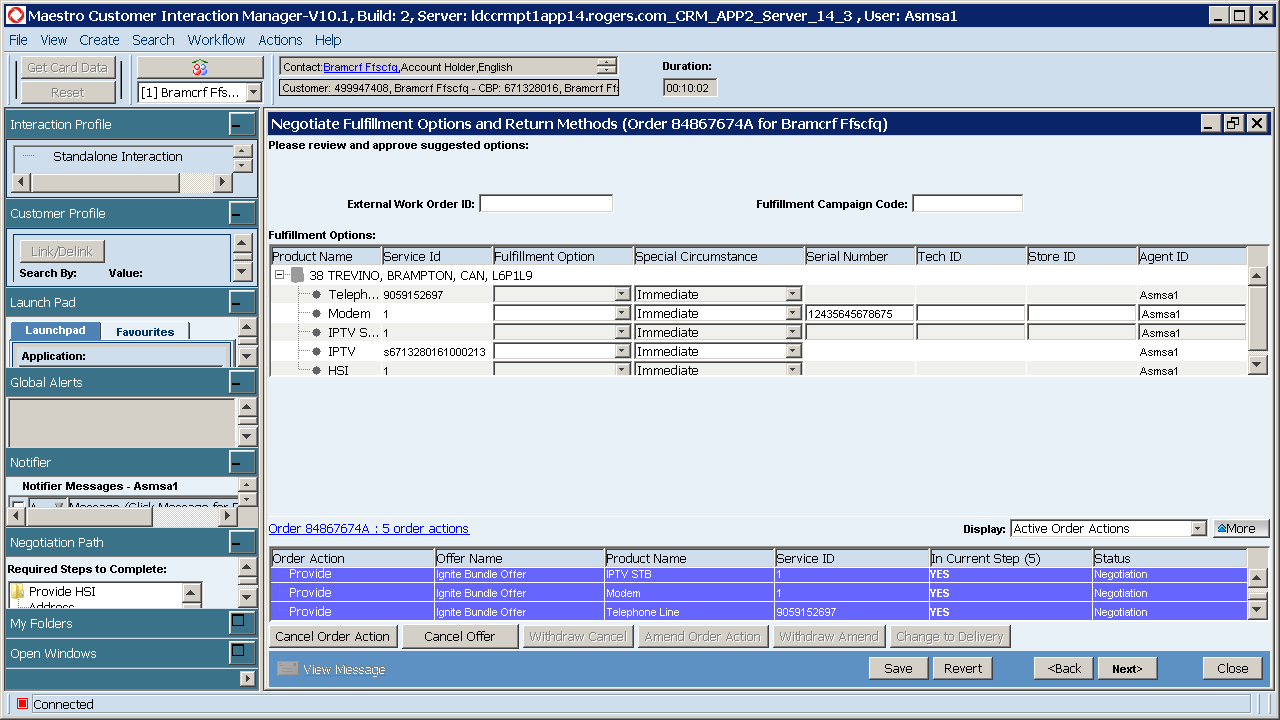 Maestro Customer Interaction Manager-V10.1, Build: 2, Server: ldccrmpt1app14.rogers.com_CRM_APP2_Server_14_3 , User: Asmsa1
File View Create Search Workflow Actions Help
Get Card Data
Reset
[1] Bramcrf Ffs...
Contact:Bramcrf Ffscfq,Account Holder,English
Customer: 499947408, Bramcrf Ffscfq - CBP: 671328016, Bramcrf Ff
Duration:
00:10:02
Interaction Profile
Standalone Interaction
Customer Profile
Link/Delink
Search By: Value:
Launch Pad
Launchpad Favourites
Application:
Global Alerts
Notifier
Notifier Messages - Asmsa1
Negotiation Path
Required Steps to Complete:
Provide HSI
Address
My Folders
Open Windows
Negotiate Fulfillment Options and Return Methods (Order 84867674A for Bramcrf Ffscfq)
Please review and approve suggested options:
External Work Order ID: Fulfillment Campaign Code:
Fulfillment Options:
Product Name Service Id Fulfillment Option Special Circumstance Serial Number Tech ID Store ID Agent ID
38 TREVINO, BRAMPTON, CAN, L6P1L9
Teleph... 9059152697 Immediate Asmsa1
Modem 1 Immediate 12435645678675 Asmsa1
IPTV S... 1 Immediate Asmsa1
IPTV s6713280161000213 Immediate Asmsa1
HSI 1 Immediate Asmsa1
Order 84867674A : 5 order actions
Display: Active Order Actions More
Order Action Offer Name Product Name Service ID In Current Step (5) Status
Provide Ignite Bundle Offer IPTV STB 1 YES Negotiation
Provide Ignite Bundle Offer Modem 1 YES Negotiation
Provide Ignite Bundle Offer Telephone Line 9059152697 YES Negotiation
Cancel Order Action Cancel Offer Withdraw Cancel Amend Order Action Withdraw Amend Change to Delivery
View Message Save Revert <Back Next> Close
Connected